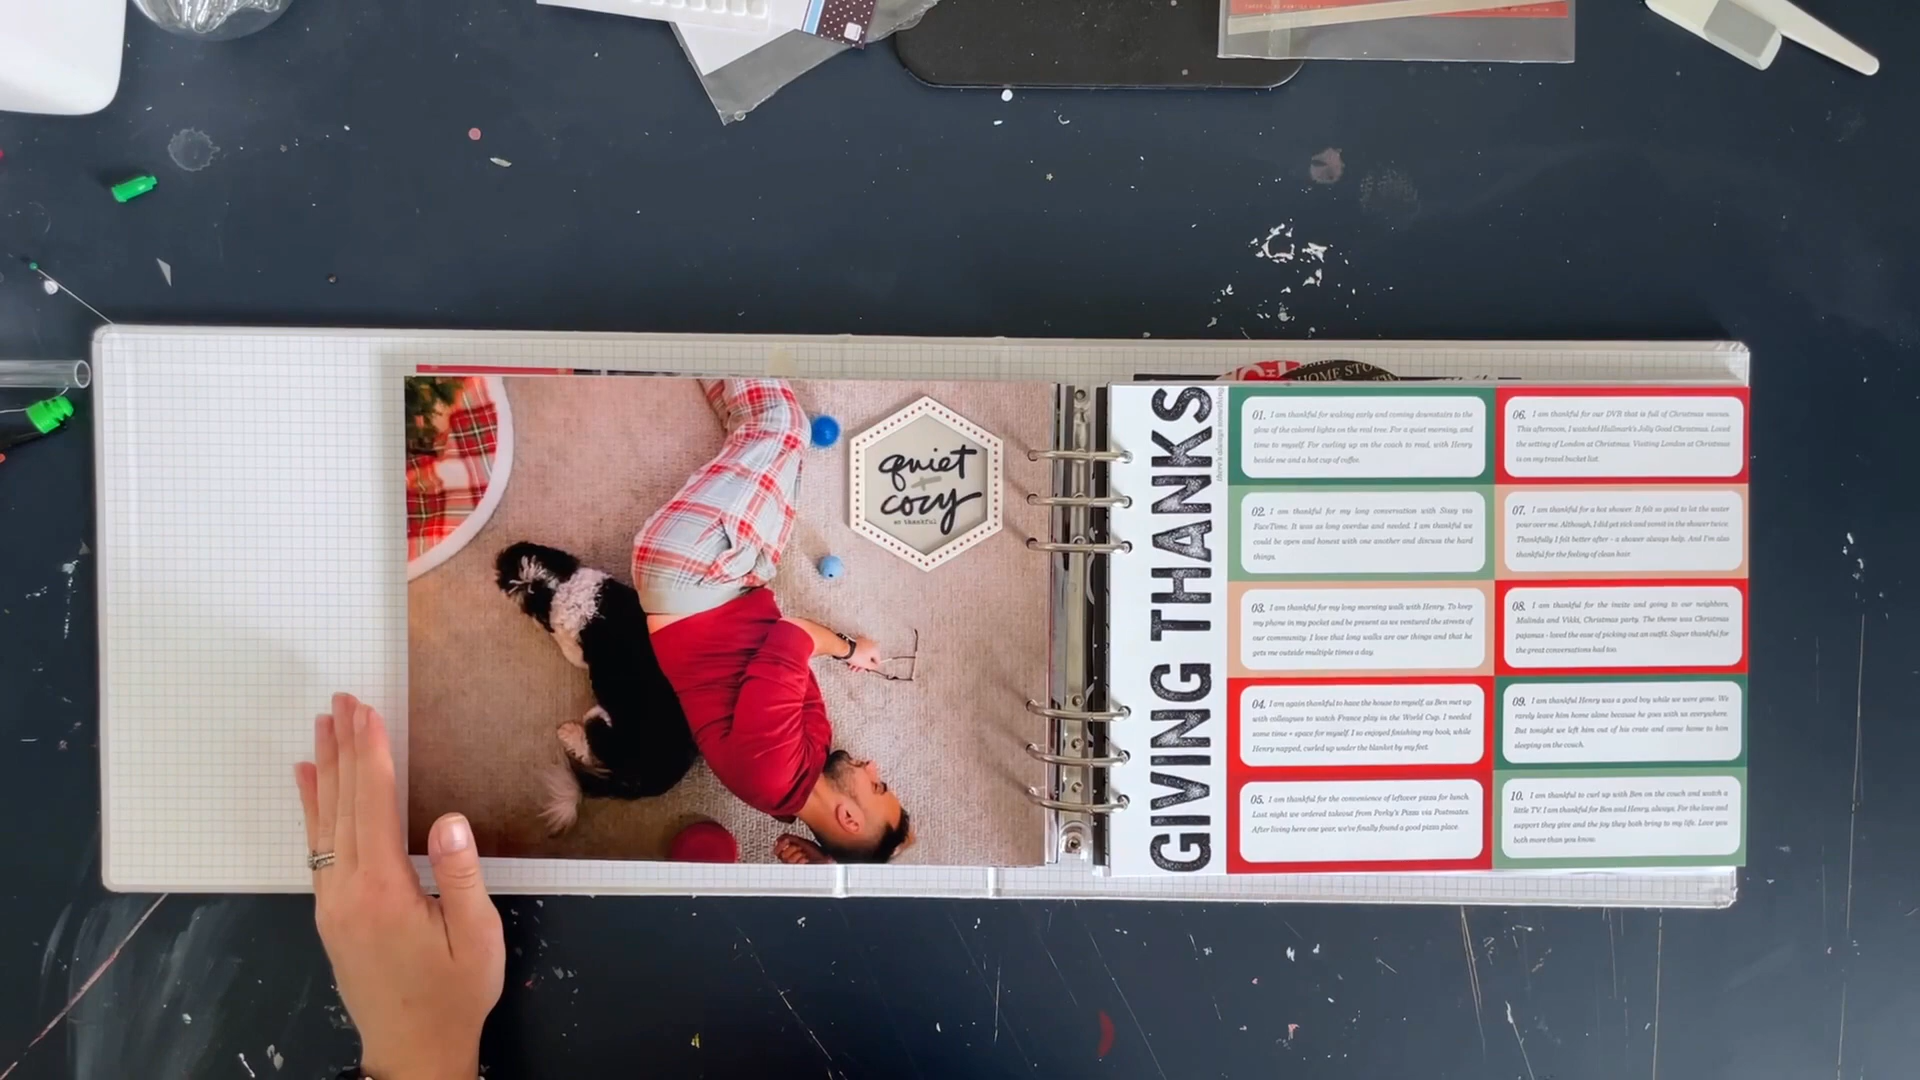 HOME STO
quiet
+
cozy
so thankful
GIVING THANKS
there's always something
01. I am thankful for waking early and coming downstairs to the
glow of the colored lights on the real tree. For a quiet morning, and
time to myself. For curling up on the couch to read, with Henry
beside me and a hot cup of coffee.
02. I am thankful for my long conversation with Stacy via
FaceTime. It was so long overdue and needed. I am thankful we
could be open and honest with one another and discuss the hard
things.
03. I am thankful for my long morning walk with Henry. To keep
my phone in my pocket and be present as we ventured the streets of
our community. I love that long walks are our things and that he
gets me outside multiple times a day.
04. I am again thankful to have the house to myself, as Ben met up
with colleagues to watch France play in the World Cup. I needed
some time + space for myself. I so enjoyed finishing my book, while
Henry napped, curled up under the blanket by my feet.
05. I am thankful for the convenience of leftover pizza for lunch.
Last night we ordered takeout from Porky's Pizza via Postmates.
After living here one year, we've finally found a good pizza place.
06. I am thankful for our DVR that is full of Christmas movies.
This afternoon, I watched Hallmark's Jolly Good Christmas. Loved
the setting of London at Christmas. Visiting London at Christmas
is on my travel bucket list.
07. I am thankful for a hot shower. It felt so good to let the water
pour over me. Although, I did get sick and vomit in the shower twice.
Thankfully I felt better after - a shower always help. And I'm also
thankful for the feeling of clean hair.
08. I am thankful for the invite and going to our neighbors,
Malinda and Vikki, Christmas party. The theme was Christmas
pajamas - loved the ease of picking out an outfit. Super thankful for
the great conversations had too.
09. I am thankful Henry was a good boy while we were gone. We
rarely leave him home alone because he goes with us everywhere.
But tonight we left him out of his crate and came home to him
sleeping on the couch.
10. I am thankful to curl up with Ben on the couch and watch a
little TV. I am thankful for Ben and Henry, always. For the love and
support they give and the joy they both bring to my life. Love you
both more than you know.